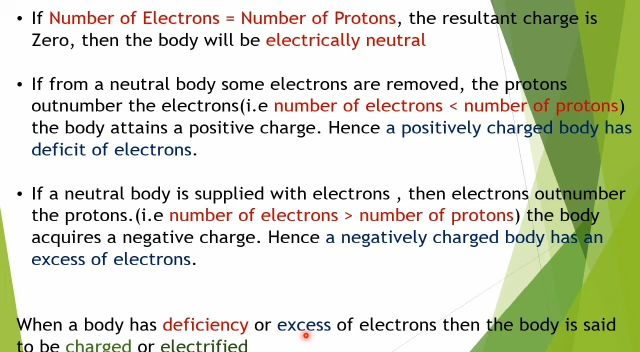 • If Number of Electrons = Number of Protons, the resultant charge is
Zero, then the body will be electrically neutral
• If from a neutral body some electrons are removed, the protons
outnumber the electrons(i.e number of electrons < number of protons)
the body attains a positive charge. Hence a positively charged body has
deficit of electrons.
• If a neutral body is supplied with electrons , then electrons outnumber
the protons.(i.e number of electrons > number of protons) the body
acquires a negative charge. Hence a negatively charged body has an
excess of electrons.
When a body has deficiency or excess of electrons then the body is said
to be charged or electrified